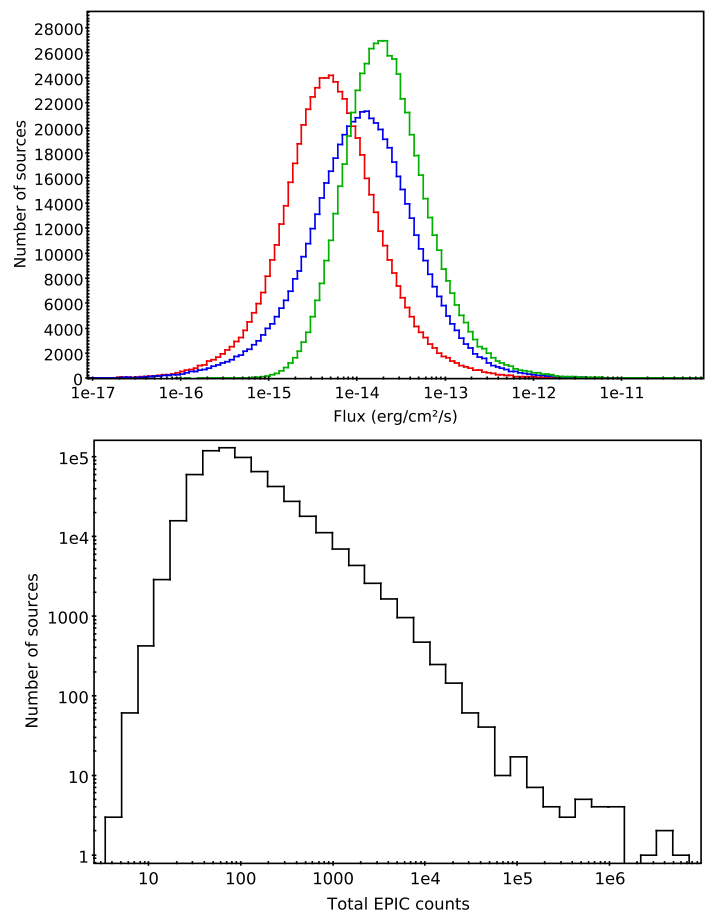 28000
26000
24000
22000
20000
18000
16000
14000
12000
10000
8000
6000
4000
2000
0
Number of sources
1e-17 1e-16 1e-15 1e-14 1e-13 1e-12 1e-11
Flux (erg/cm²/s)
1e5
1e4
1000
100
10
1
Number of sources
10 100 1000 1e4 1e5 1e6
Total EPIC counts